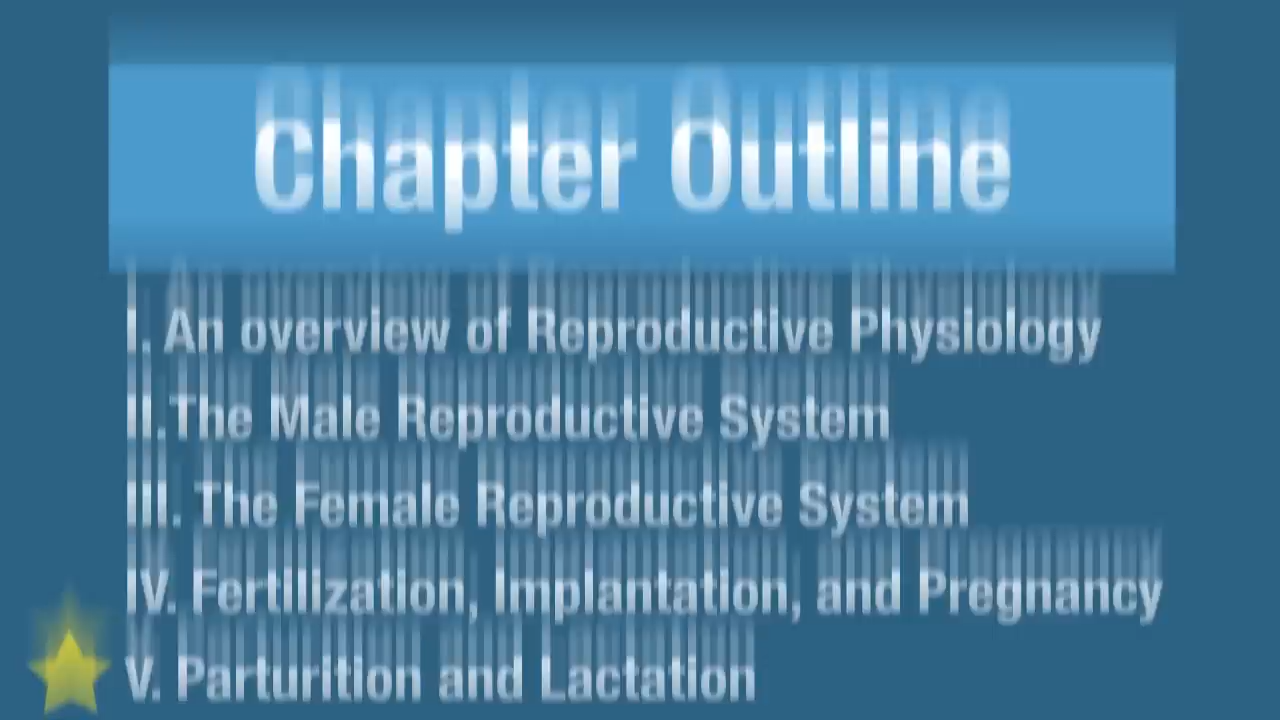 Chapter Outline
I. An overview of Reproductive Physiology
II.The Male Reproductive System
III. The Female Reproductive System
IV. Fertilization, Implantation, and Pregnancy
V. Parturition and Lactation